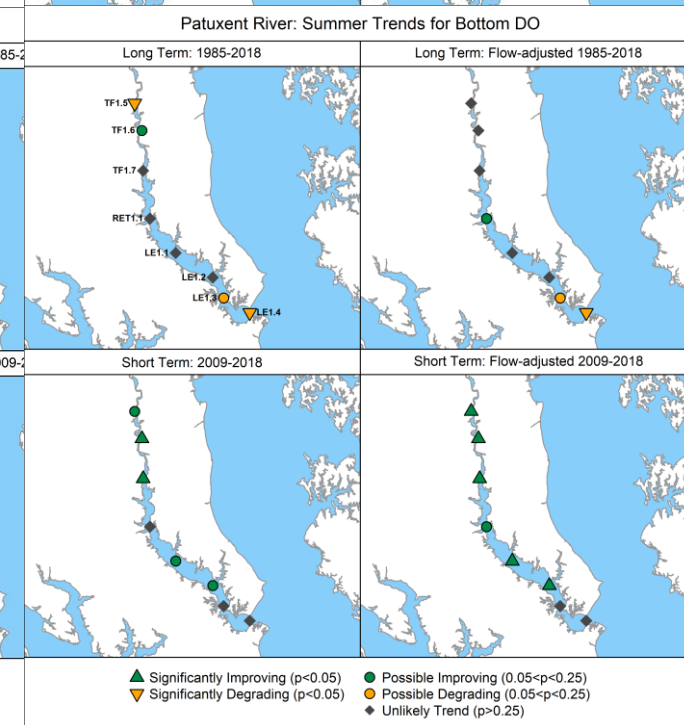 Patuxent River: Summer Trends for Bottom DO
Long Term: 1985-2018
Long Term: Flow-adjusted 1985-2018
TF1.5
TF1.6
TF1.7
RET1.1
LE1.1
LE1.2
LE1.3
LE1.4
Short Term: 2009-2018
Short Term: Flow-adjusted 2009-2018
Significantly Improving (p<0.05)
Significantly Degrading (p<0.05)
Possible Improving (0.05<p<0.25)
Possible Degrading (0.05<p<0.25)
Unlikely Trend (p>0.25)